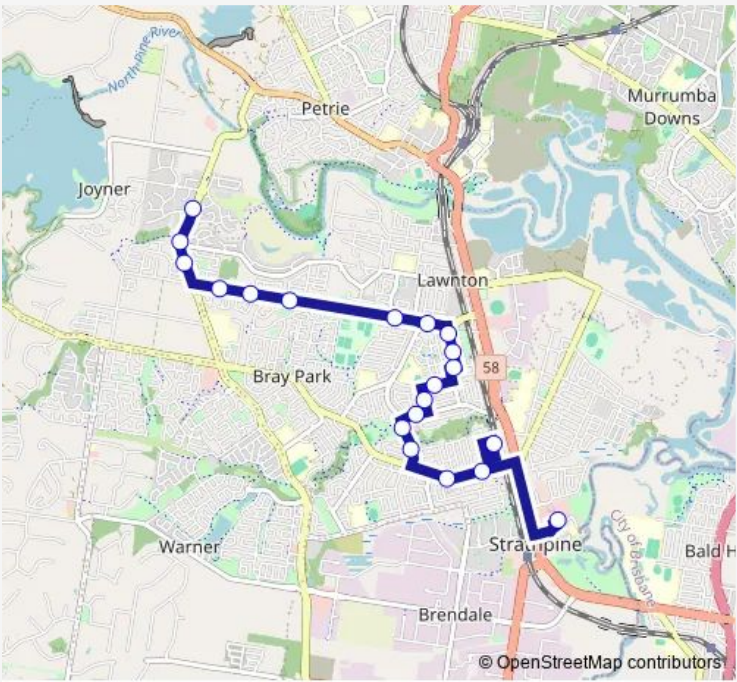 North Pine River
Petrie
Murrumba
Downs
Joyner
Lawnton
58
Bray Park
City of Brisbane
Warner
Strathpine
Bald H
Brendale
© OpenStreetMap contributors